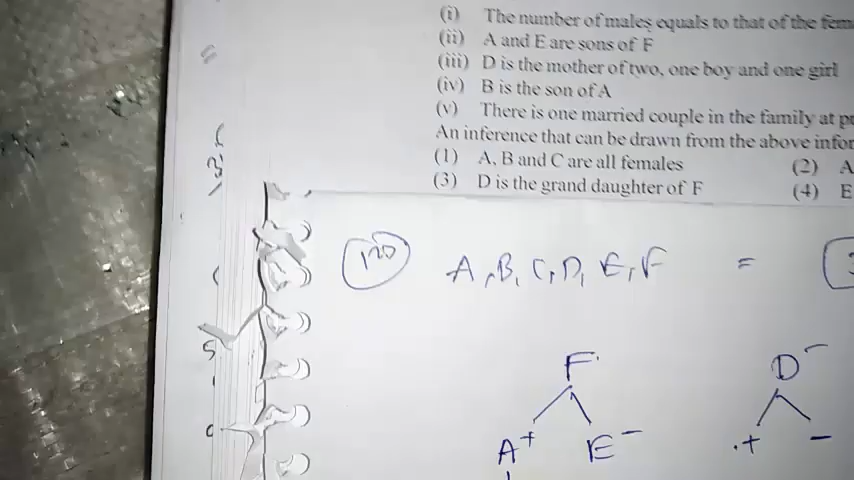 (i) The number of males equals to that of the fem
(ii) A and E are sons of F
(iii) D is the mother of two, one boy and one girl
(iv) B is the son of A
(v) There is one married couple in the family at p
An inference that can be drawn from the above infor
(1) A, B and C are all females (2) A
(3) D is the grand daughter of F (4) E
120 A, B, C, D, E, F = 3
F D -
A + E - + -